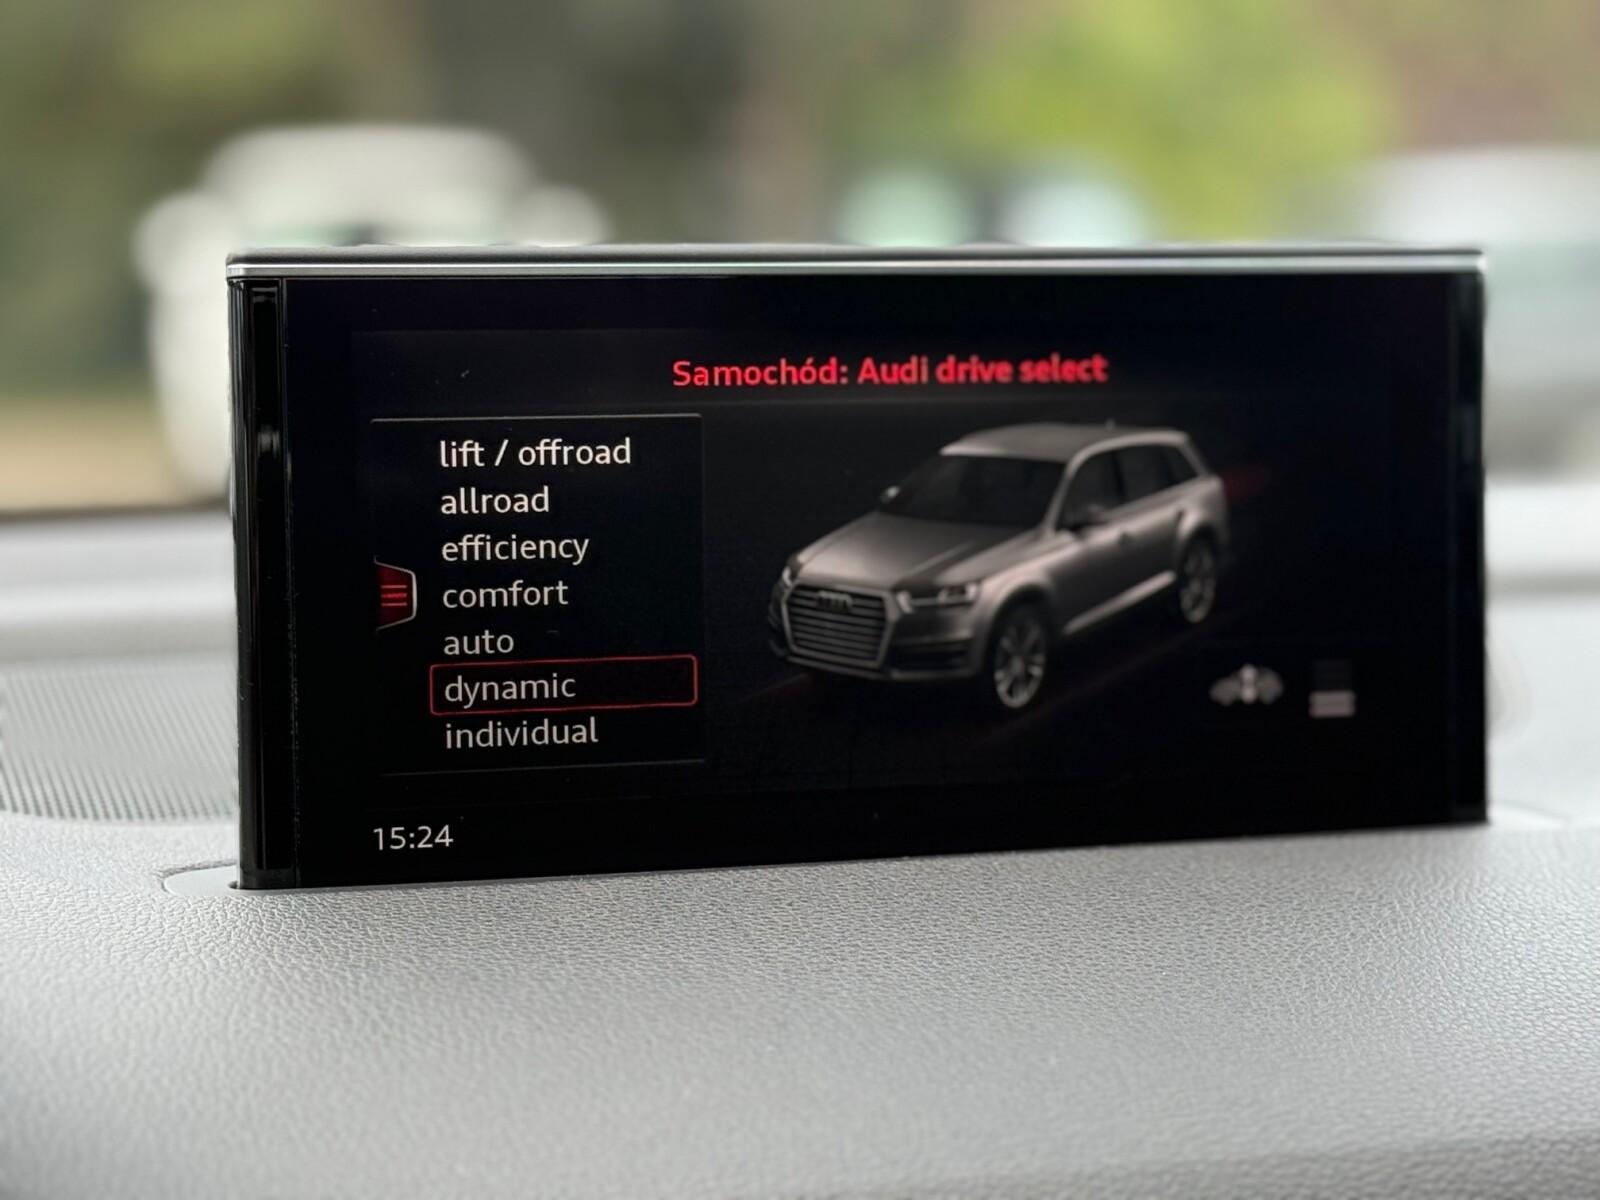 Samochód: Audi drive select
lift / offroad
allroad
efficiency
comfort
auto
dynamic
individual
15:24